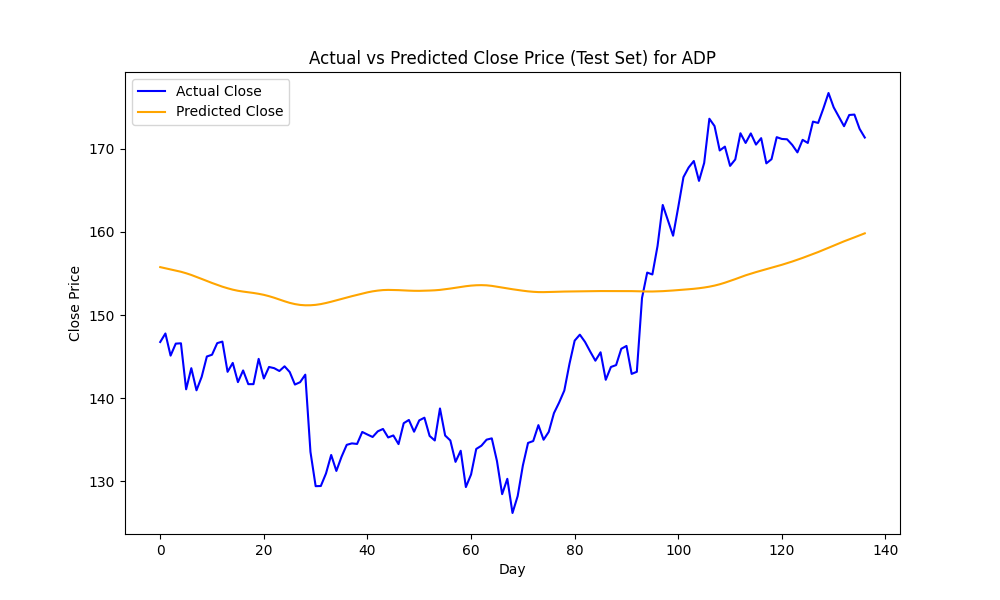 Actual vs Predicted Close Price (Test Set) for ADP
Actual Close
Predicted Close
170
160
150
140
130
Close Price
0 20 40 60 80 100 120 140
Day